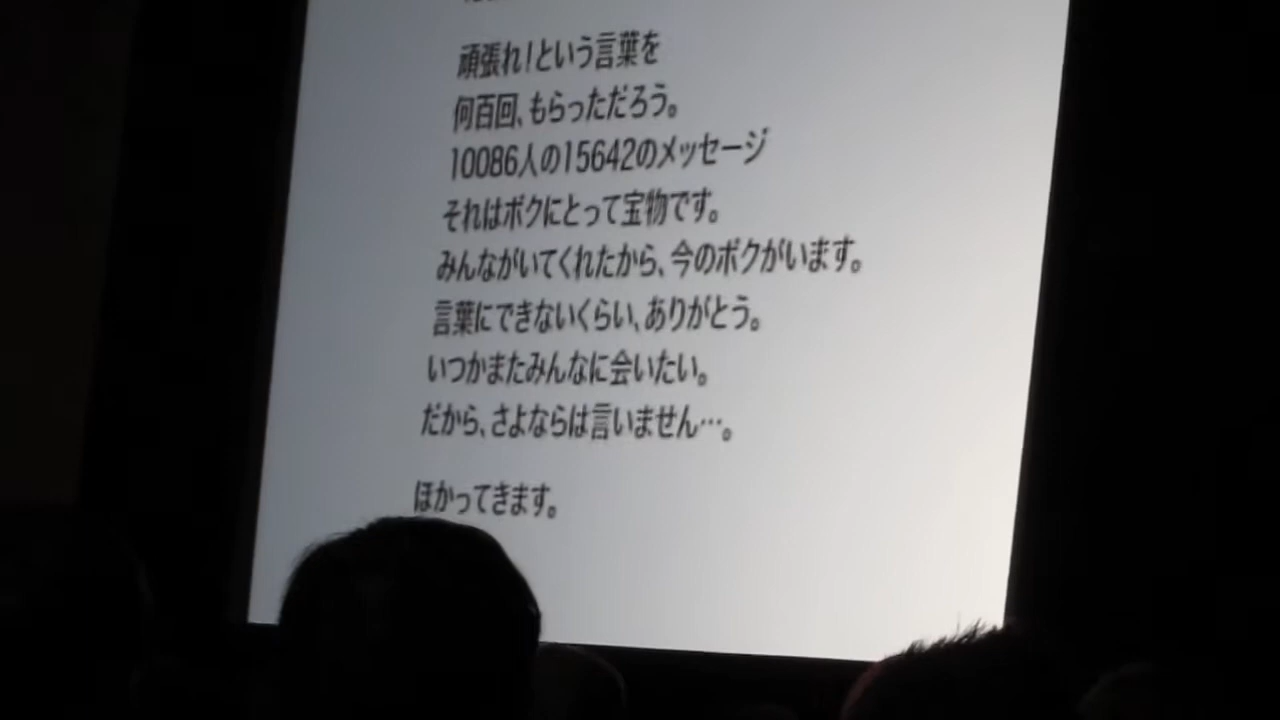 頑張れ!という言葉を
何百回、もらっただろう。
10086人の15642のメッセージ
それはボクにとって宝物です。
みんながいてくれたから、今のボクがいます。
言葉にできないくらい、ありがとう。
いつかまたみんなに会いたい。
だから、さよならは言いません…。
ほかってきます。